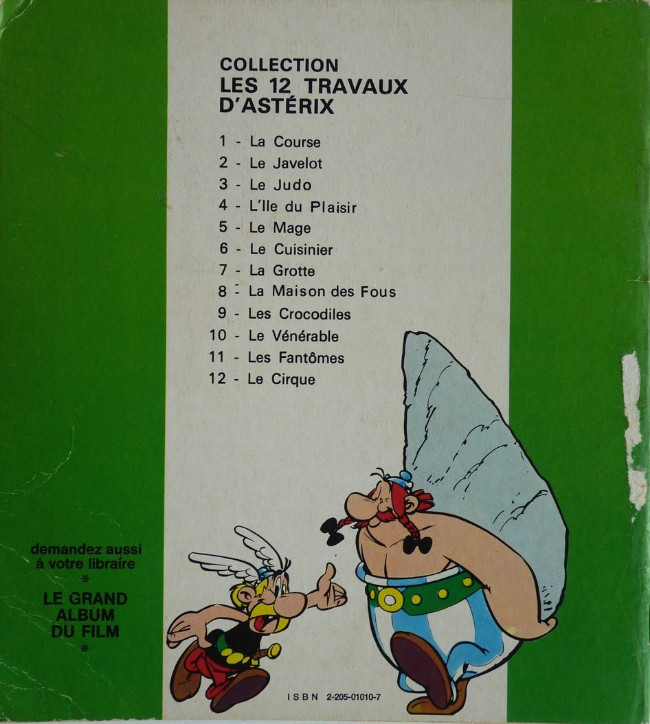 COLLECTION
LES 12 TRAVAUX
D'ASTÉRIX
1 - La Course
2 - Le Javelot
3 - Le Judo
4 - L'Ile du Plaisir
5 - Le Mage
6 - Le Cuisinier
7 - La Grotte
8 - La Maison des Fous
9 - Les Crocodiles
10 - Le Vénérable
11 - Les Fantômes
12 - Le Cirque
demandez aussi
à votre libraire
*
LE GRAND
ALBUM
DU FILM
*
ISBN 2-205-01010-7